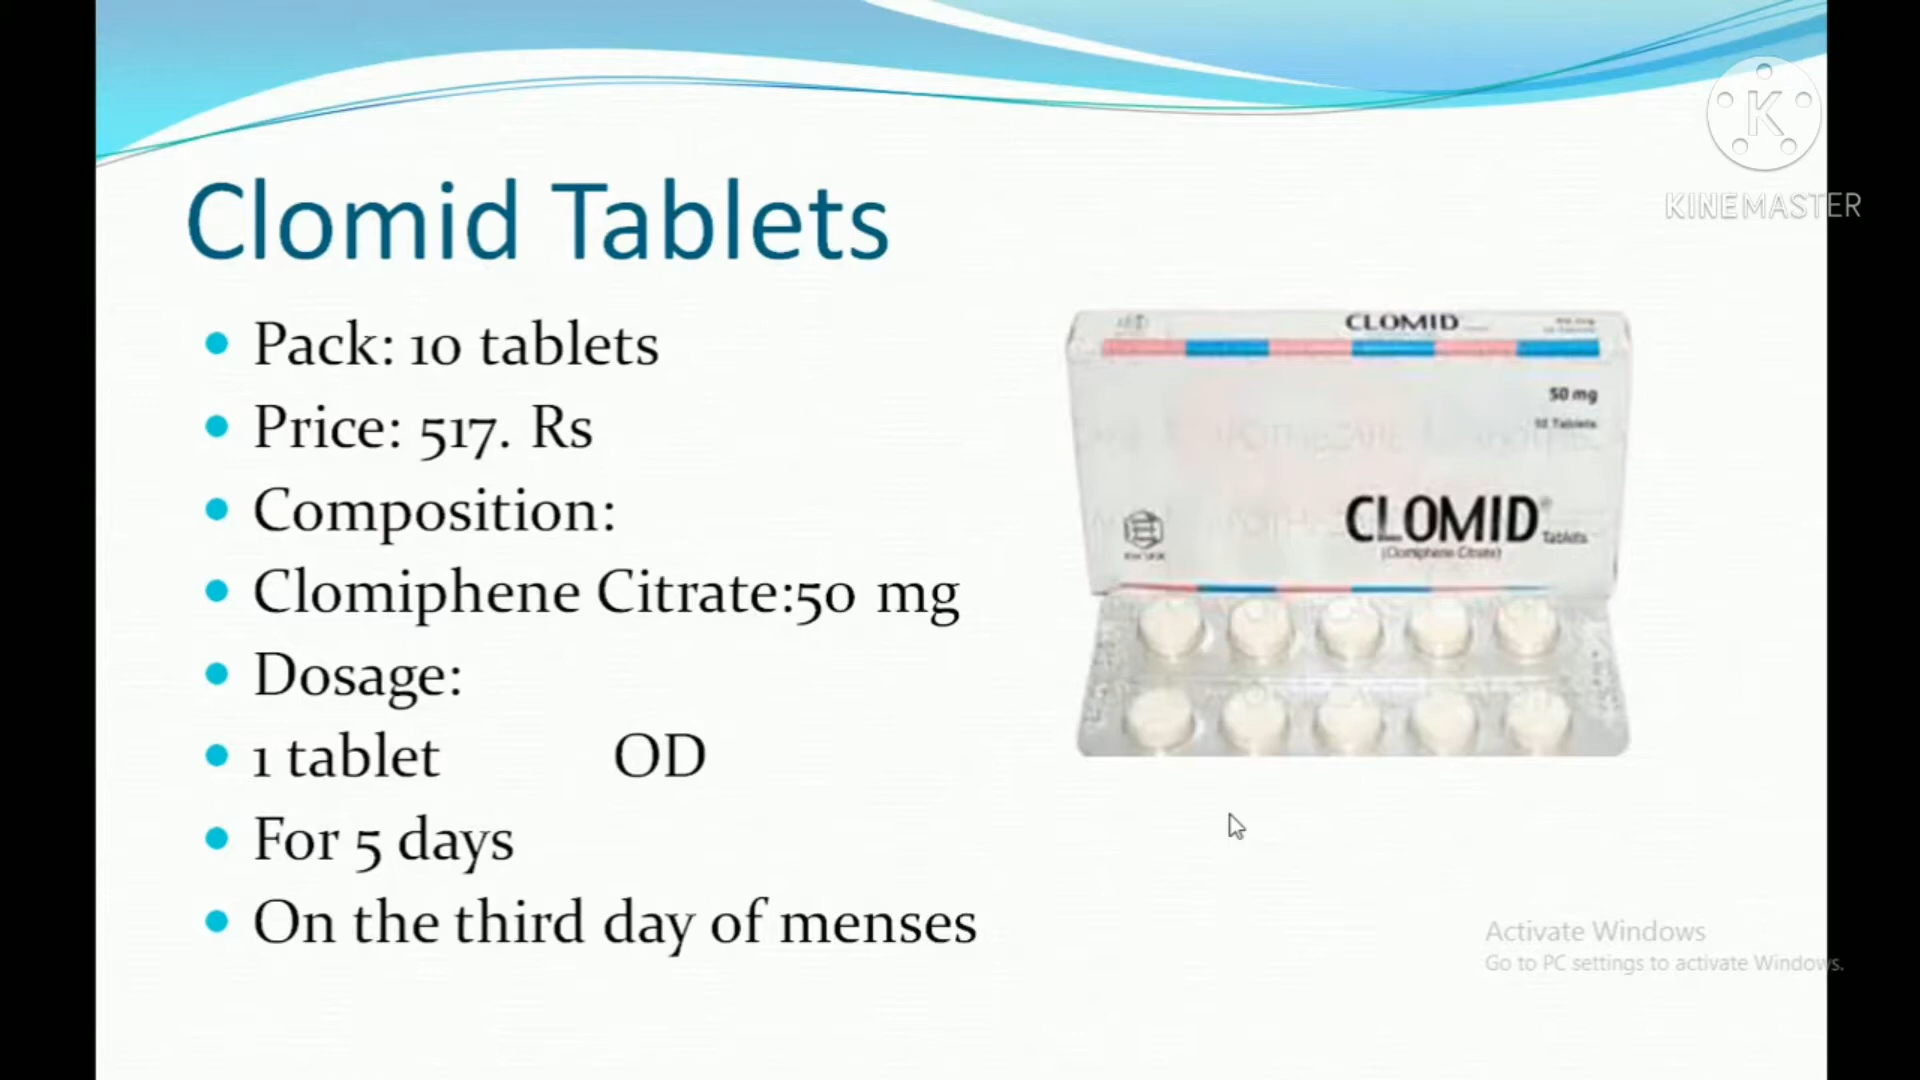 KINEMASTER
Clomid Tablets
Pack: 10 tablets
Price: 517. Rs
Composition:
Clomiphene Citrate:50 mg
Dosage:
1 tablet OD
For 5 days
On the third day of menses
CLOMID
50 mg
10 Tablets
CLOMID®
Tablets
(Clomiphene Citrate)
Activate Windows
Go to PC settings to activate Windows.